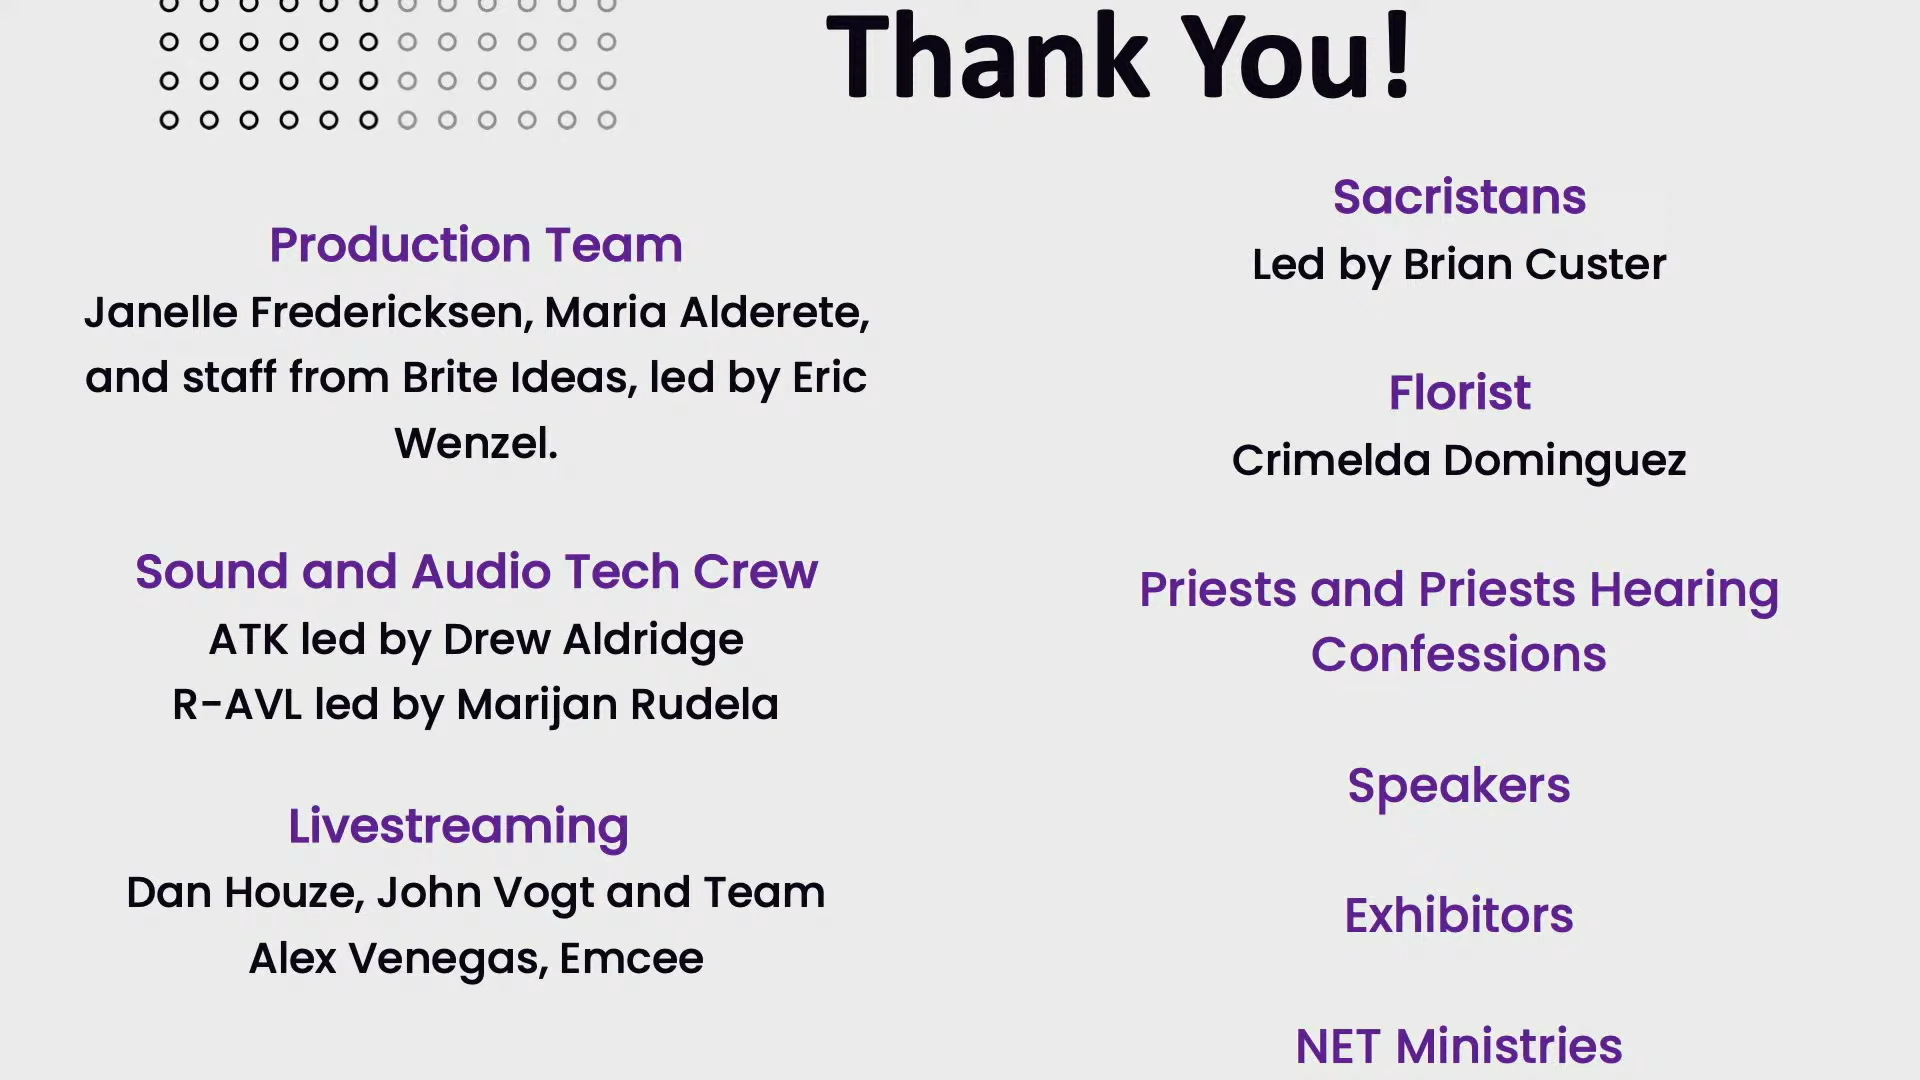 Thank You!
Production Team
Janelle Fredericksen, Maria Alderete,
and staff from Brite Ideas, led by Eric
Wenzel.
Sound and Audio Tech Crew
ATK led by Drew Aldridge
R-AVL led by Marijan Rudela
Livestreaming
Dan Houze, John Vogt and Team
Alex Venegas, Emcee
Sacristans
Led by Brian Custer
Florist
Crimelda Dominguez
Priests and Priests Hearing
Confessions
Speakers
Exhibitors
NET Ministries